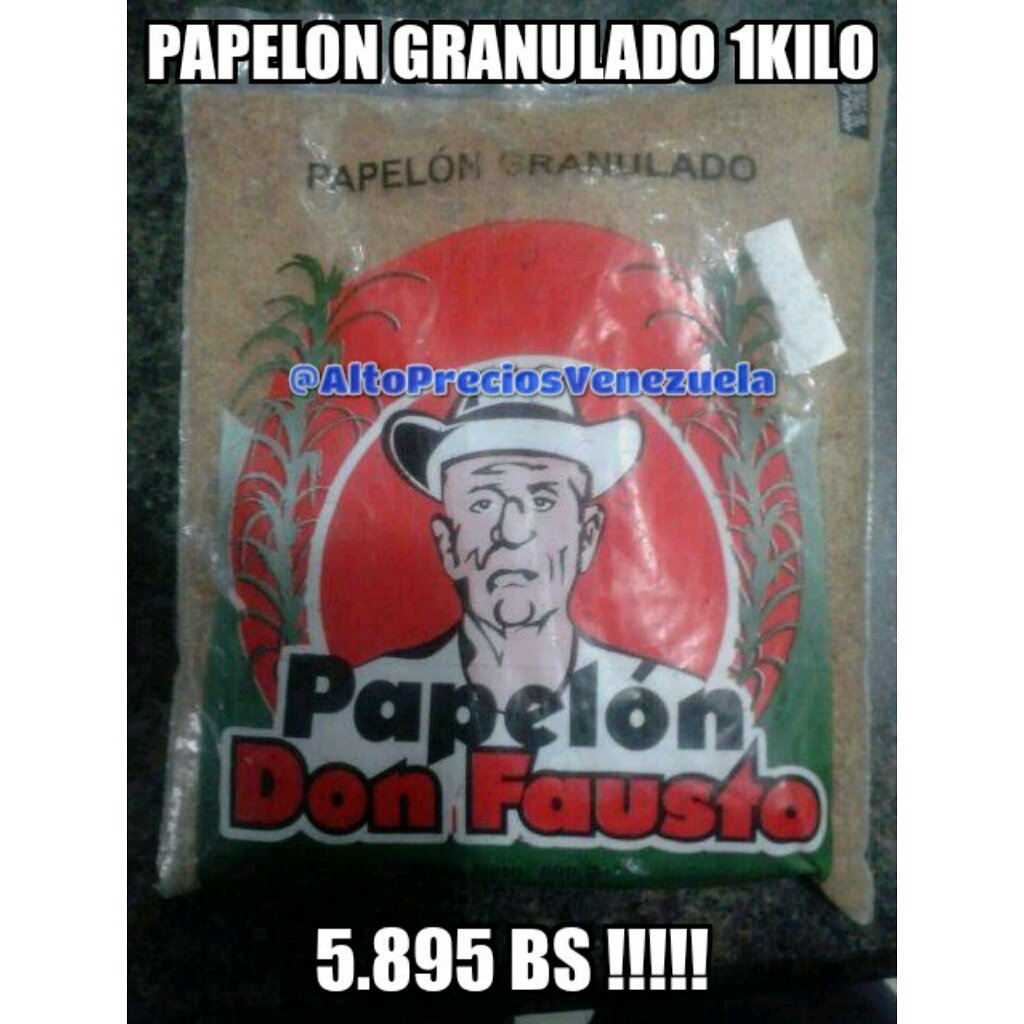 PAPELON GRANULADO 1KILO
PAPELÓN GRANULADO
@AltoPreciosVenezuela
Papelón
Don Fausto
5.895 BS !!!!!